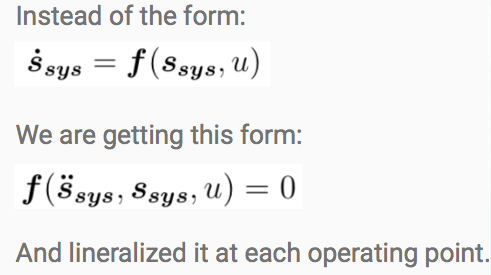 Instead of the form:
ṡ_sys = f(s_sys, u)
We are getting this form:
f(s̈_sys, s_sys, u) = 0
And lineralized it at each operating point.